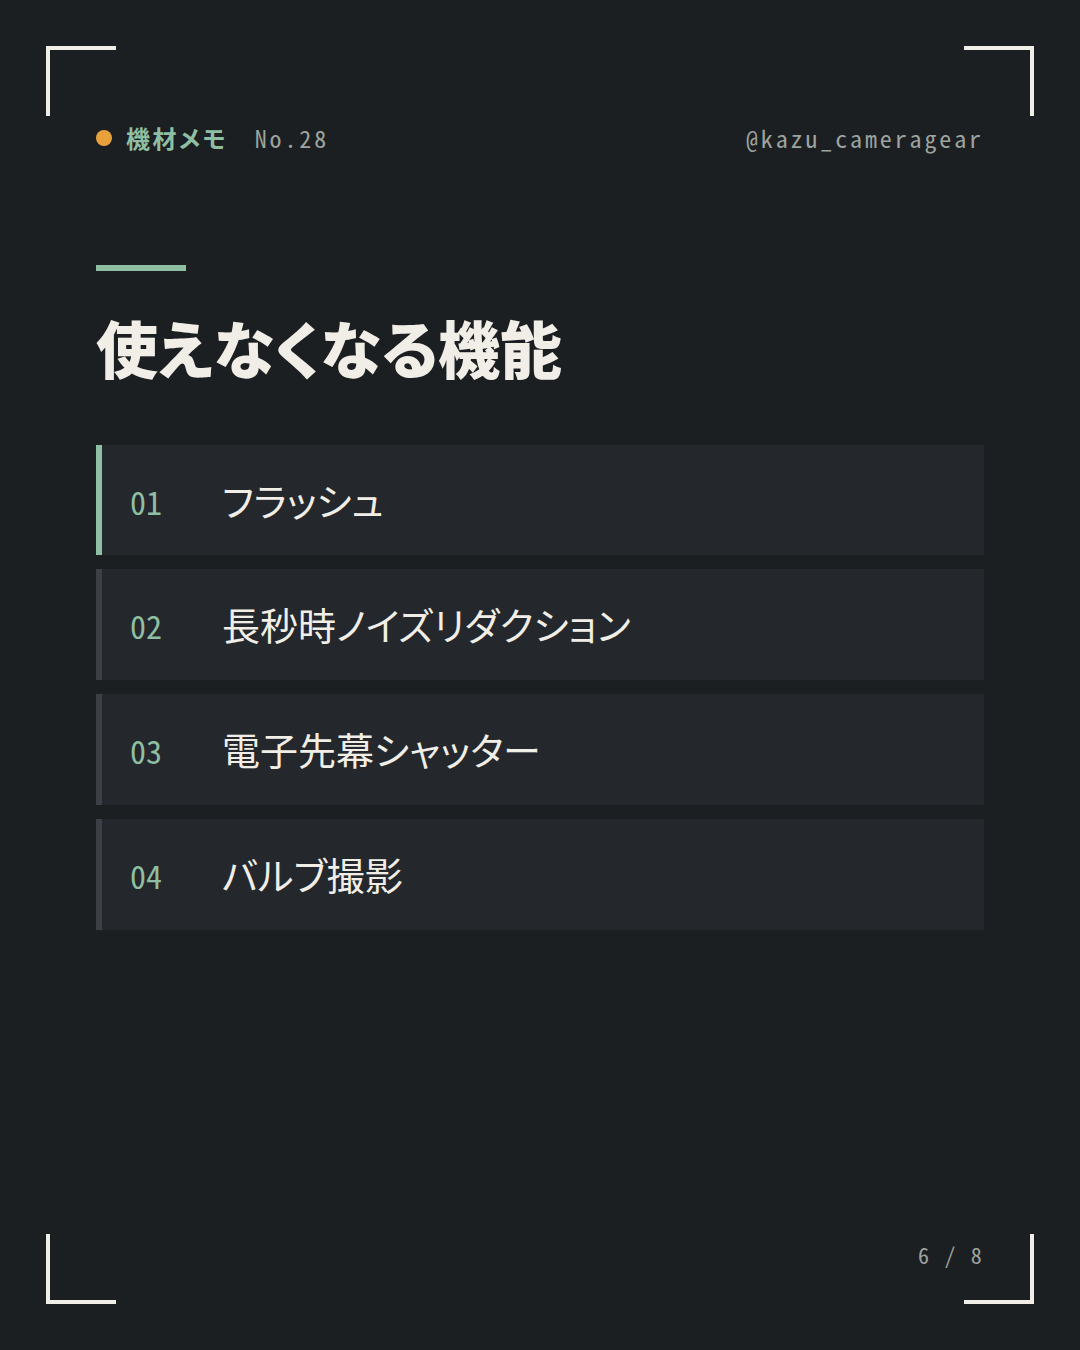 機材メモ No.28
@kazu_cameragear
使えなくなる機能
01 フラッシュ
02 長秒時ノイズリダクション
03 電子先幕シャッター
04 バルブ撮影
6 / 8